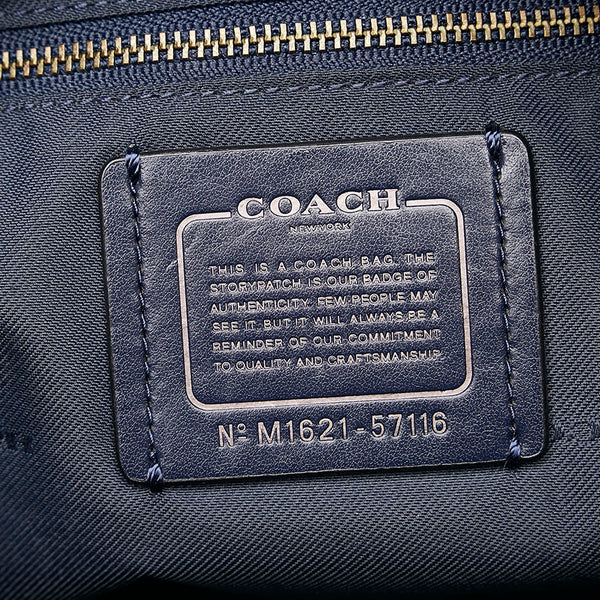 COACH
NEW YORK
THIS IS A COACH BAG. THE
STORYPATCH IS OUR BADGE OF
AUTHENTICITY. FEW PEOPLE MAY
SEE IT, BUT IT WILL ALWAYS BE A
REMINDER OF OUR COMMITMENT
TO QUALITY AND CRAFTSMANSHIP
Nº M1621-57116